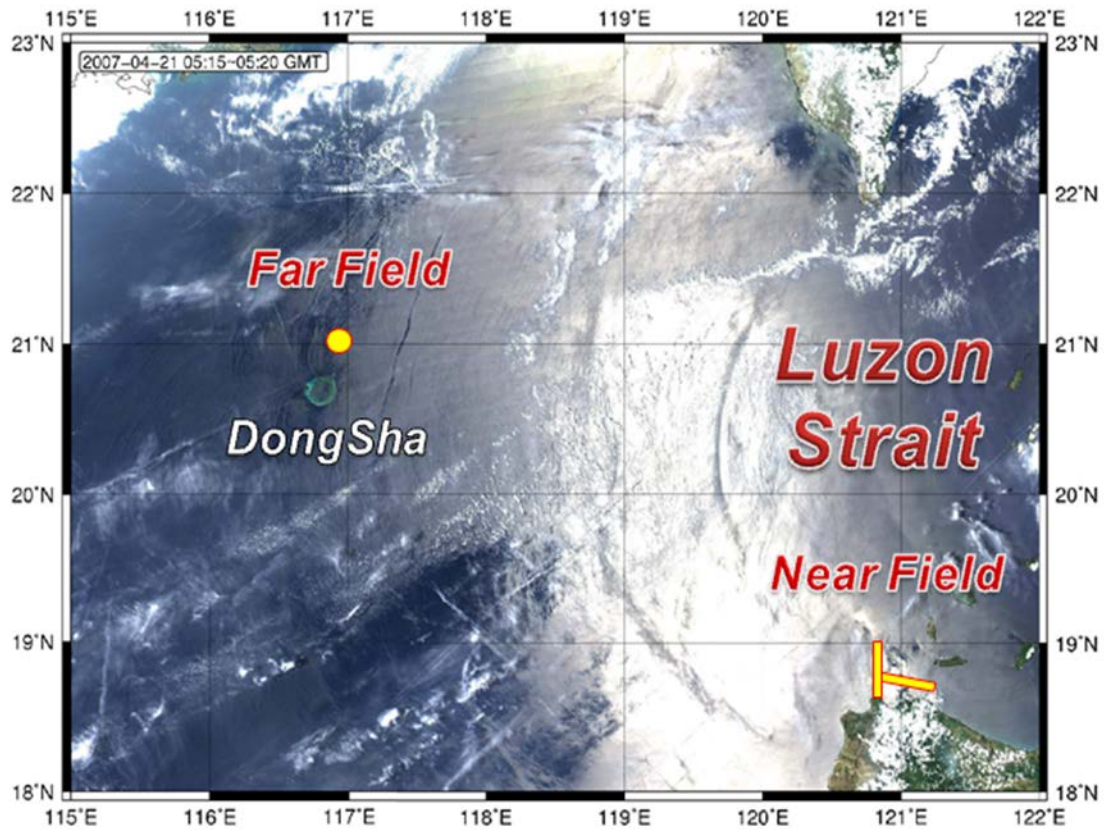 115°E 116°E 117°E 118°E 119°E 120°E 121°E 122°E
23°N 23°N
2007-04-21 05:15~05:20 GMT
22°N 22°N
Far Field
21°N 21°N
Luzon
Strait
DongSha
20°N 20°N
Near Field
19°N 19°N
18°N 18°N
115°E 116°E 117°E 118°E 119°E 120°E 121°E 122°E